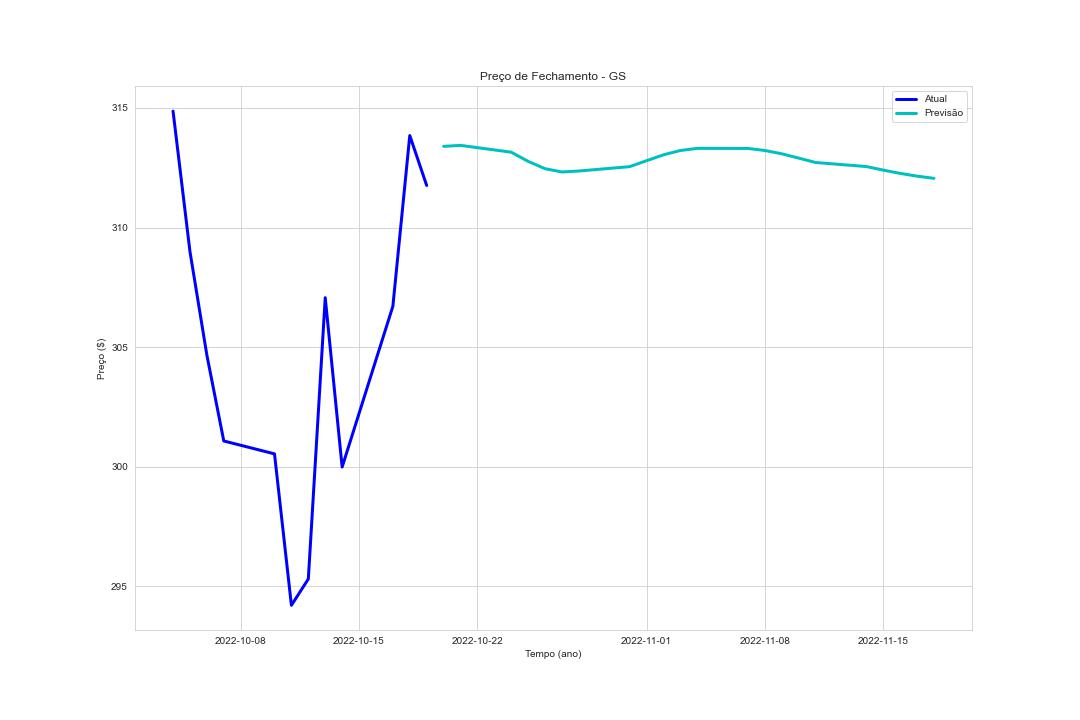 Preço de Fechamento - GS
Atual
Previsão
315
310
305
300
295
Preço ($)
2022-10-08
2022-10-15
2022-10-22
2022-11-01
2022-11-08
2022-11-15
Tempo (ano)